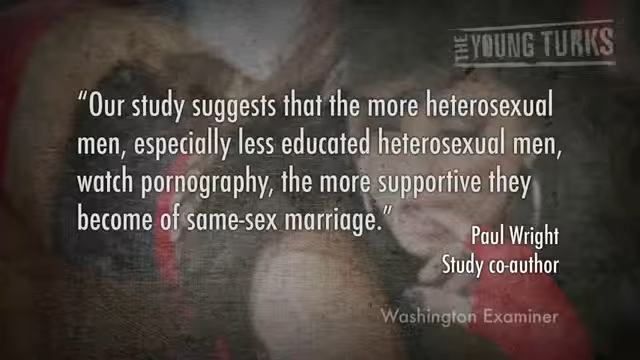 THE YOUNG TURKS
“Our study suggests that the more heterosexual
men, especially less educated heterosexual men,
watch pornography, the more supportive they
become of same-sex marriage.”
Paul Wright
Study co-author
Washington Examiner